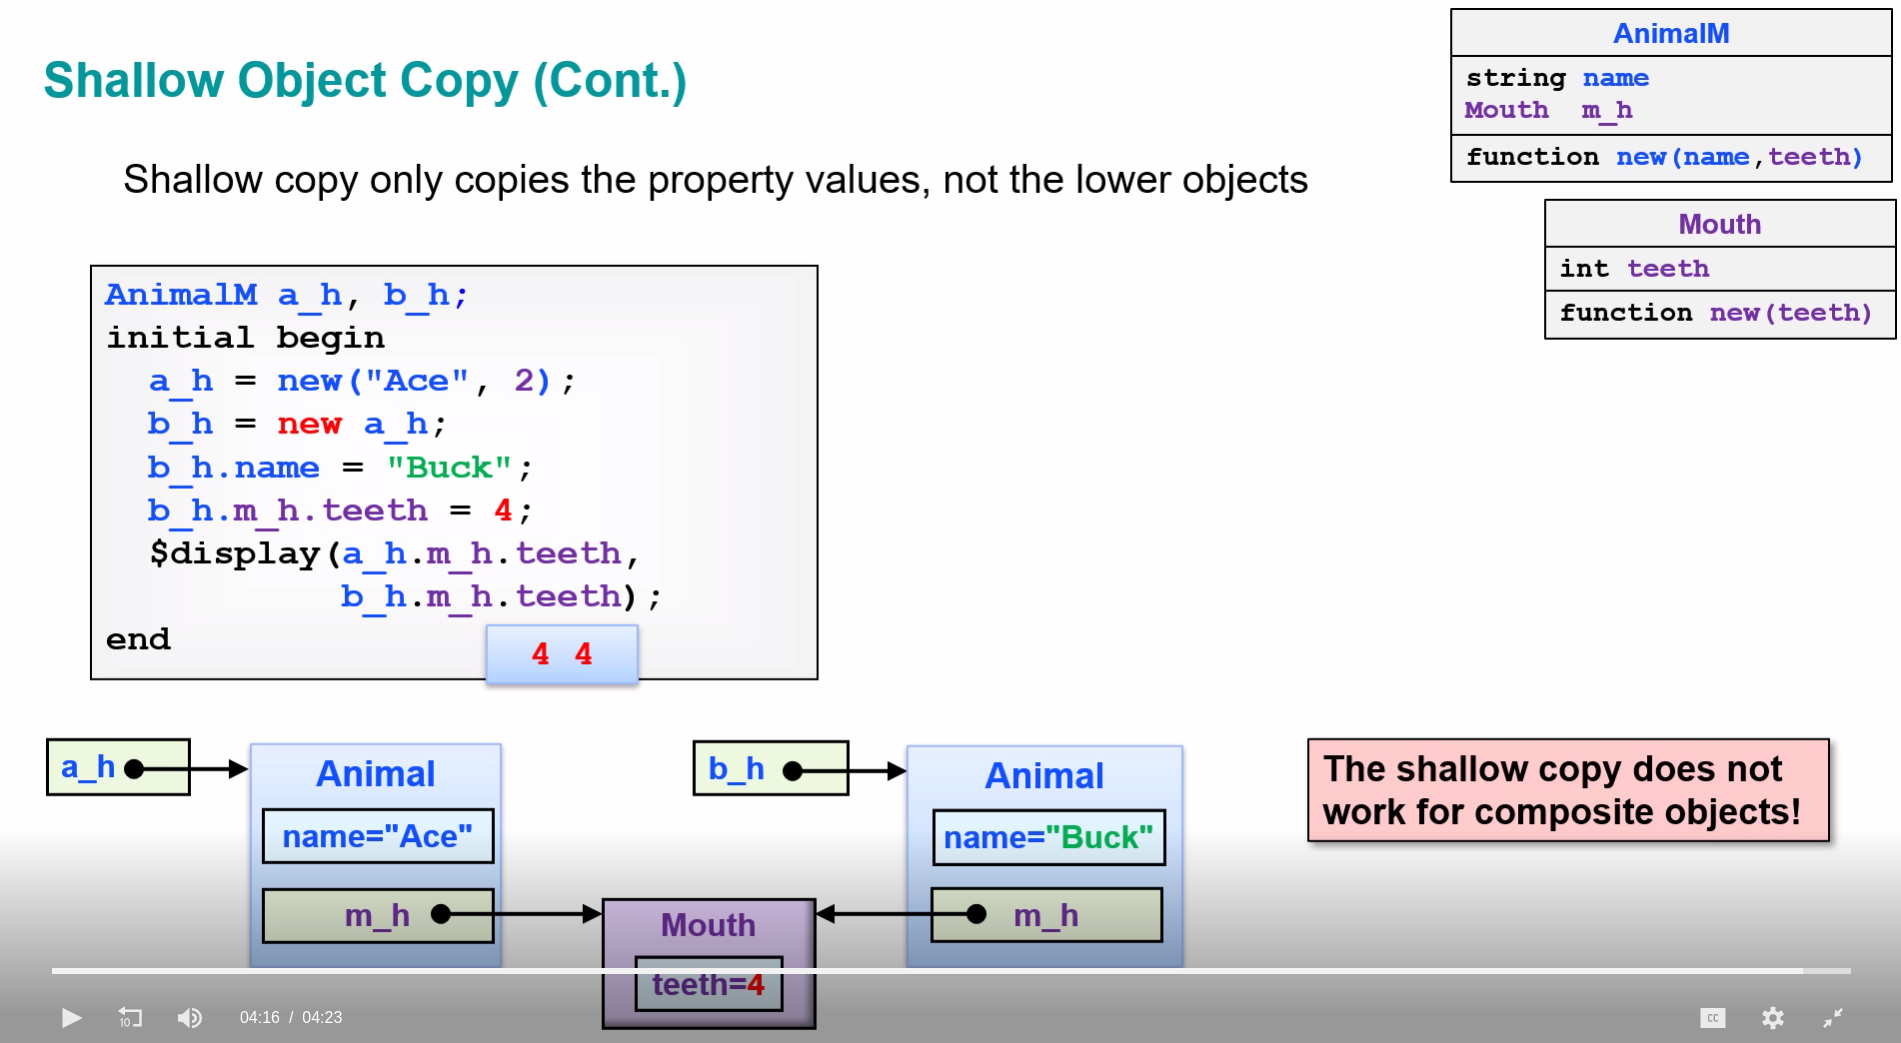 Shallow Object Copy (Cont.)
AnimalM
string name
Mouth  m_h
function new(name,teeth)
Shallow copy only copies the property values, not the lower objects
Mouth
int teeth
function new(teeth)
AnimalM a_h, b_h;
initial begin
  a_h = new("Ace", 2);
  b_h = new a_h;
  b_h.name = "Buck";
  b_h.m_h.teeth = 4;
  $display(a_h.m_h.teeth,
           b_h.m_h.teeth);
end
4 4
a_h
Animal
name="Ace"
m_h
b_h
Animal
name="Buck"
m_h
Mouth
teeth=4
The shallow copy does not
work for composite objects!
10
04:16 / 04:23
CC